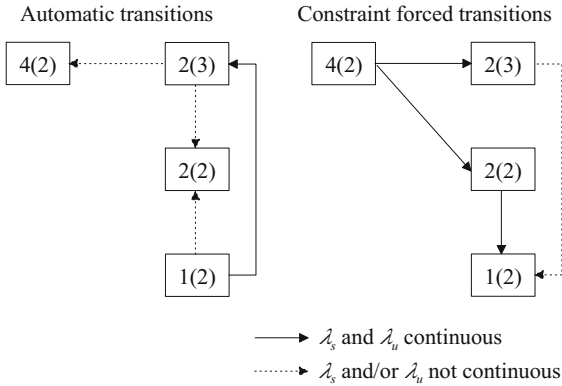 Automatic transitions
Constraint forced transitions
4(2)
2(3)
4(2)
2(3)
2(2)
2(2)
1(2)
1(2)
λs and λu continuous
λs and/or λu not continuous